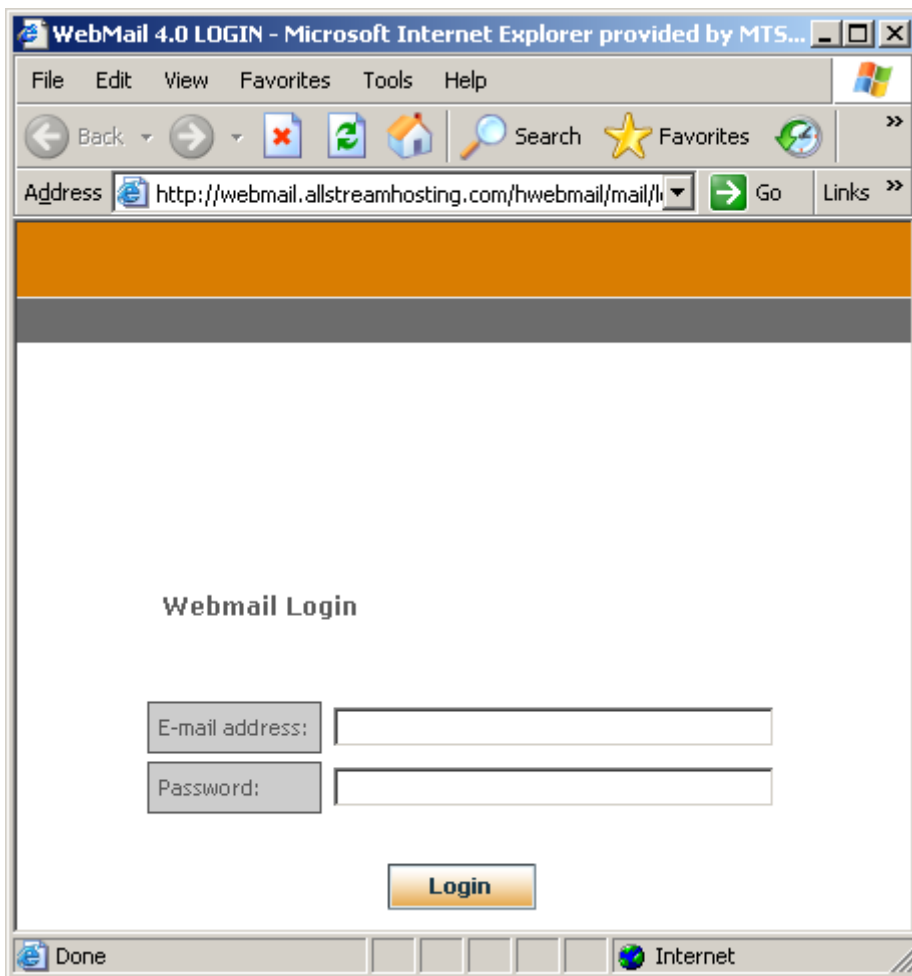 WebMail 4.0 LOGIN - Microsoft Internet Explorer provided by MTS...
File Edit View Favorites Tools Help
Back Search Favorites »
Address http://webmail.allstreamhosting.com/hwebmail/mail/l Go Links »
Webmail Login
E-mail address:
Password:
Login
Done Internet